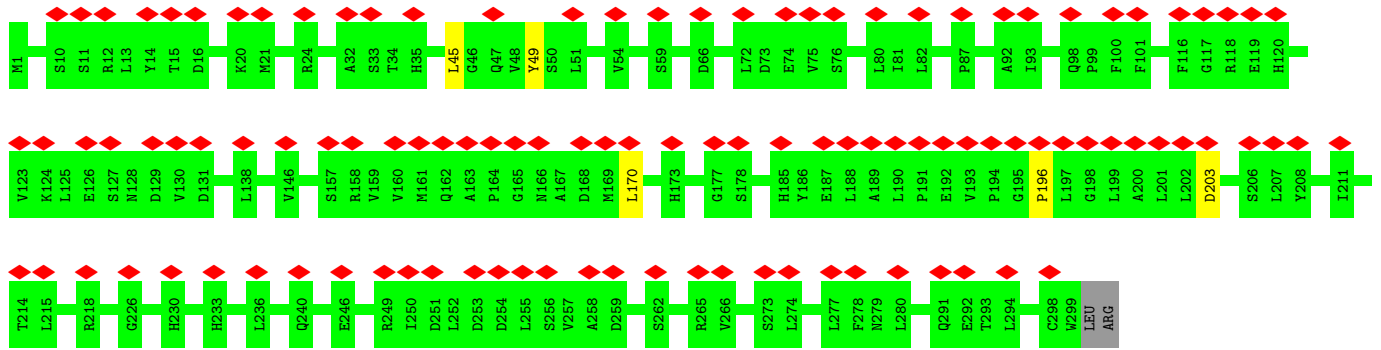 M1 S10 S11 R12 L13 Y14 T15 D16 K20 M21 R24 A32 S33 T34 H35 L45 G46 Q47 V48 Y49 S50 L51 V54 S59 D66 L72 D73 E74 V75 S76 L80 I81 L82 P87 A92 I93 Q98 P99 F100 F101 F116 G117 R118 E119 H120
V123 K124 L125 E126 S127 N128 D129 V130 D131 L138 V146 S157 R158 V159 V160 M161 Q162 A163 P164 G165 N166 A167 D168 M169 L170 H173 G177 S178 H185 Y186 E187 L188 A189 L190 P191 E192 V193 P194 G195 P196 L197 G198 L199 A200 L201 L202 D203 S206 L207 Y208 I211
T214 L215 R218 G226 H230 H233 L236 Q240 E246 R249 I250 D251 L252 D253 D254 L255 S256 V257 A258 D259 S262 R265 V266 S273 L274 L277 F278 N279 L280 Q291 E292 T293 L294 C298 W299 LEU ARG